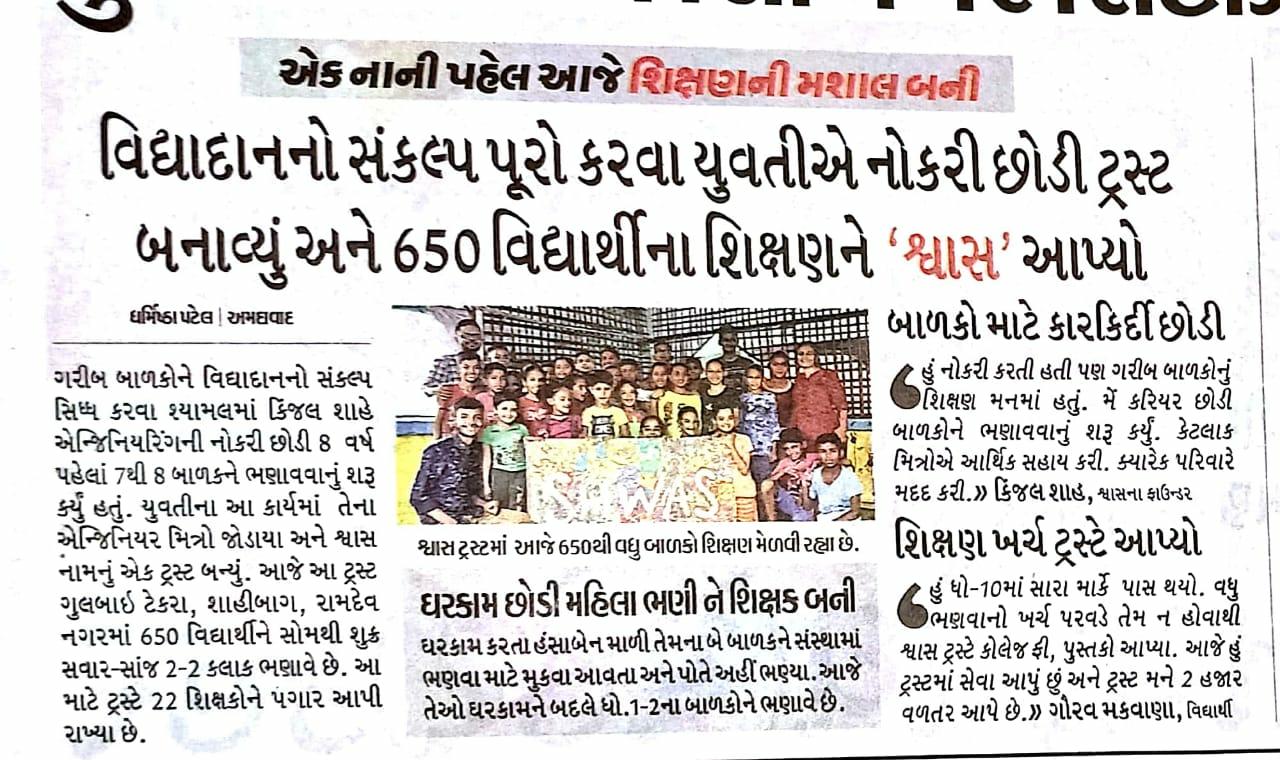 એક નાની પહેલ આજે શિક્ષણની મશાલ બની
વિદ્યાદાનનો સંકલ્પ પૂરો કરવા યુવતીએ નોકરી છોડી ટ્રસ્ટ
બનાવ્યું અને 650 વિદ્યાર્થીના શિક્ષણને ‘શ્વાસ’ આપ્યો
ધર્મિષ્ઠા પટેલ | અમદાવાદ
ગરીબ બાળકોને વિદ્યાદાનનો સંકલ્પ
સિધ્ધ કરવા શ્યામલમાં કિંજલ શાહે
એન્જિનિયરિંગની નોકરી છોડી 8 વર્ષ
પહેલાં 7થી 8 બાળકને ભણાવવાનું શરૂ
કર્યું હતું. યુવતીના આ કાર્યમાં તેના
એન્જિનિયર મિત્રો જોડાયા અને શ્વાસ
નામનું એક ટ્રસ્ટ બન્યું. આજે આ ટ્રસ્ટ
ગુલબાઇ ટેકરા, શાહીબાગ, રામદેવ
નગરમાં 650 વિદ્યાર્થીને સોમથી શુક્ર
સવાર-સાંજ 2-2 કલાક ભણાવે છે. આ
માટે ટ્રસ્ટે 22 શિક્ષકોને પગાર આપી
રાખ્યા છે.
SHWAS
શ્વાસ ટ્રસ્ટમાં આજે 650થી વધુ બાળકો શિક્ષણ મેળવી રહ્યા છે.
ઘરકામ છોડી મહિલા ભણી ને શિક્ષક બની
ઘરકામ કરતા હંસાબેન માળી તેમના બે બાળકને સંસ્થામાં
ભણવા માટે મુકવા આવતા અને પોતે અહીં ભણ્યા. આજે
તેઓ ઘરકામને બદલે ધો.1-2ના બાળકોને ભણાવે છે.
બાળકો માટે કારકિર્દી છોડી
‘હું નોકરી કરતી હતી પણ ગરીબ બાળકોનું
શિક્ષણ મનમાં હતું. મેં કરિયર છોડી
બાળકોને ભણાવવાનું શરૂ કર્યું. કેટલાક
મિત્રોએ આર્થિક સહાય કરી. ક્યારેક પરિવારે
મદદ કરી.» કિંજલ શાહ, શ્વાસના ફાઉન્ડર
શિક્ષણ ખર્ચ ટ્રસ્ટે આપ્યો
‘હું ધો-10માં સારા માર્કે પાસ થયો. વધુ
ભણવાનો ખર્ચ પરવડે તેમ ન હોવાથી
શ્વાસ ટ્રસ્ટે કોલેજ ફી, પુસ્તકો આપ્યા. આજે હું
ટ્રસ્ટમાં સેવા આપું છું અને ટ્રસ્ટ મને 2 હજાર
વળતર આપે છે.» ગૌરવ મકવાણા, વિદ્યાર્થી